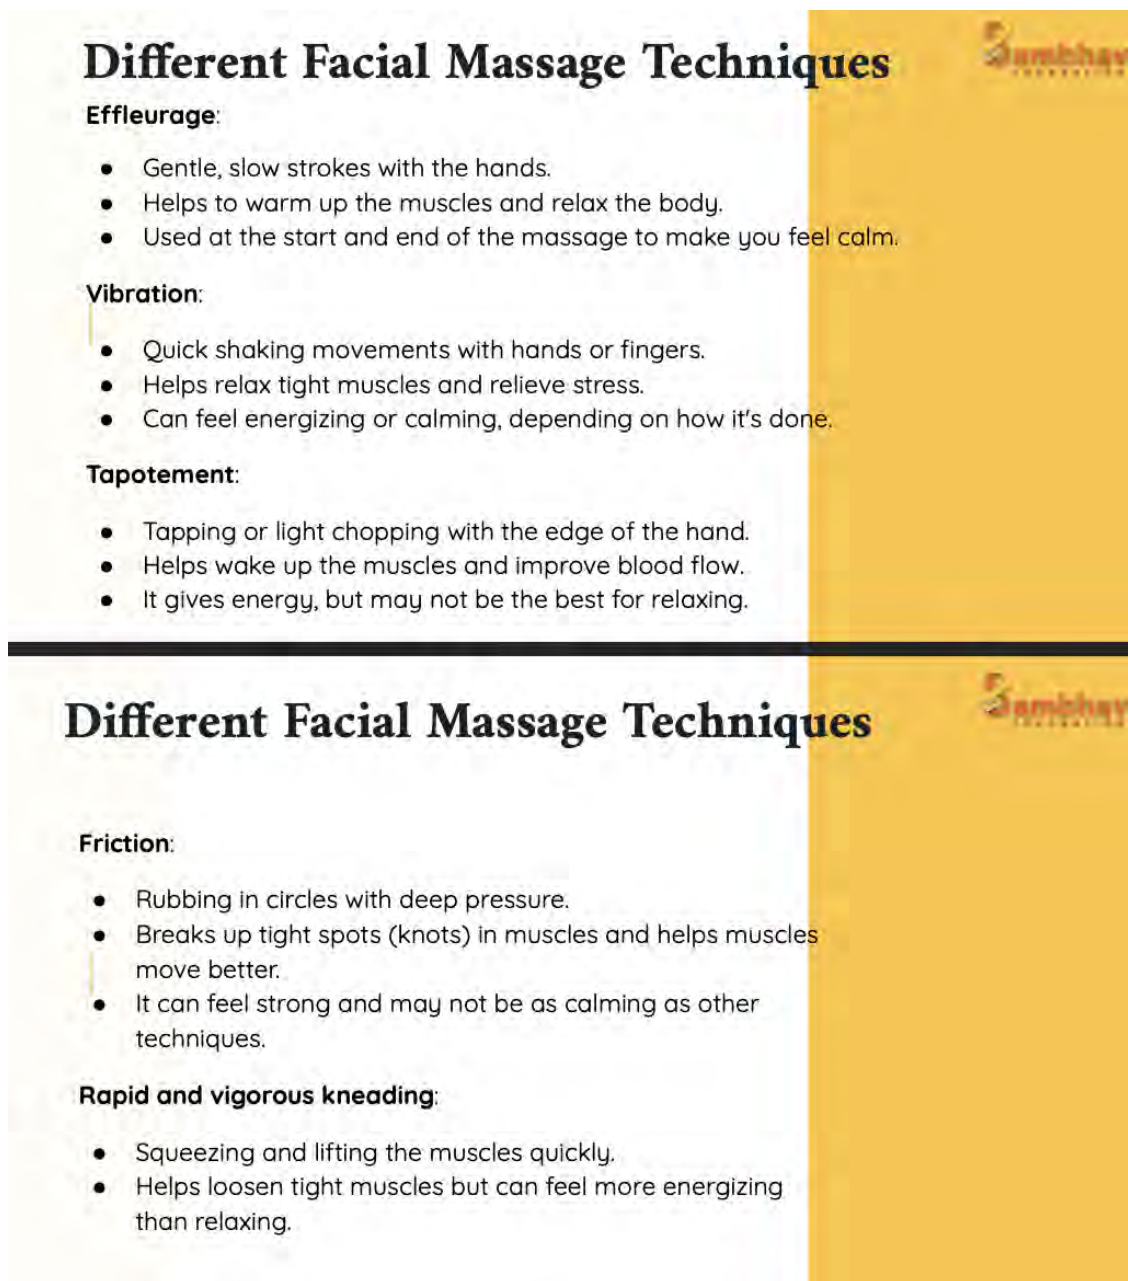 Different Facial Massage Techniques
Effleurage:
● Gentle, slow strokes with the hands.
● Helps to warm up the muscles and relax the body.
● Used at the start and end of the massage to make you feel calm.
Vibration:
● Quick shaking movements with hands or fingers.
● Helps relax tight muscles and relieve stress.
● Can feel energizing or calming, depending on how it's done.
Tapotement:
● Tapping or light chopping with the edge of the hand.
● Helps wake up the muscles and improve blood flow.
● It gives energy, but may not be the best for relaxing.
Different Facial Massage Techniques
Friction:
● Rubbing in circles with deep pressure.
● Breaks up tight spots (knots) in muscles and helps muscles
move better.
● It can feel strong and may not be as calming as other
techniques.
Rapid and vigorous kneading:
● Squeezing and lifting the muscles quickly.
● Helps loosen tight muscles but can feel more energizing
than relaxing.